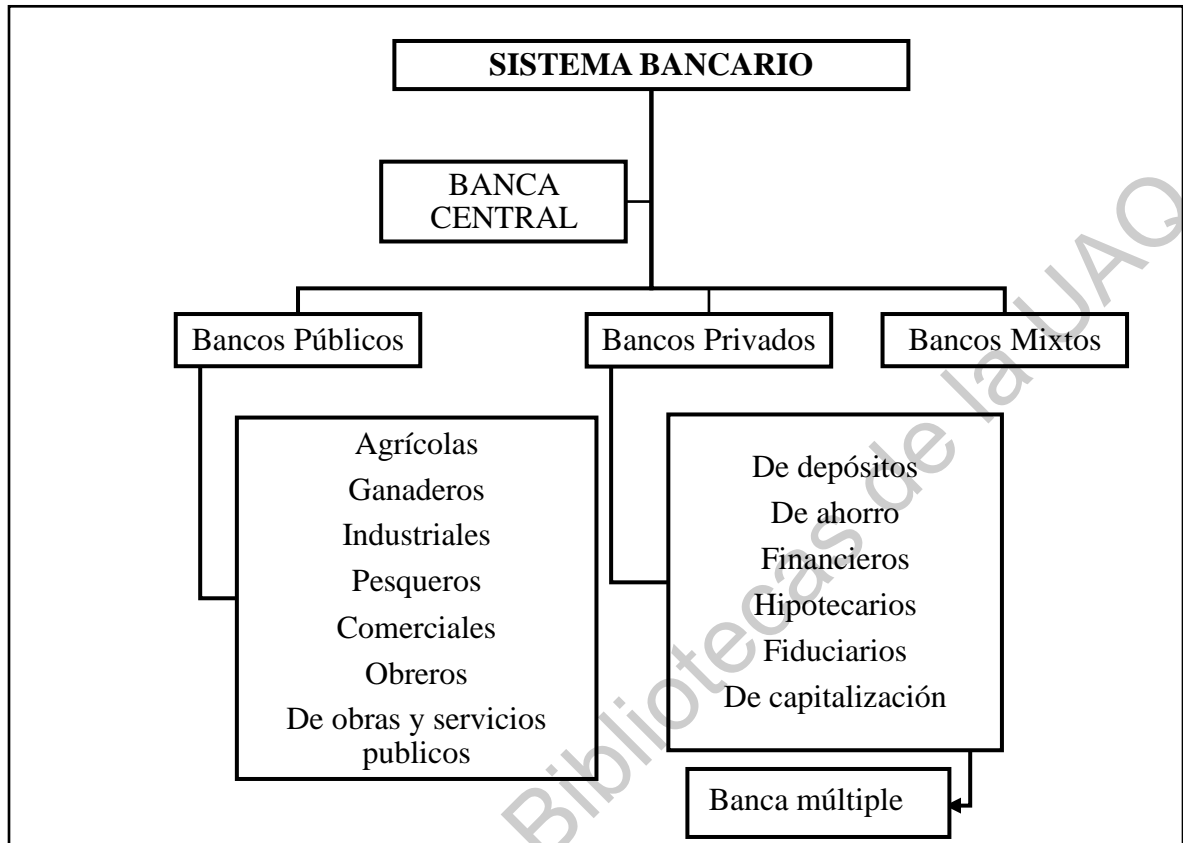 SISTEMA BANCARIO
BANCA
CENTRAL
Bancos Públicos
Bancos Privados
Bancos Mixtos
Agrícolas
Ganaderos
Industriales
Pesqueros
Comerciales
Obreros
De obras y servicios
publicos
De depósitos
De ahorro
Financieros
Hipotecarios
Fiduciarios
De capitalización
Banca múltiple
Bibliotecas de la UAQ